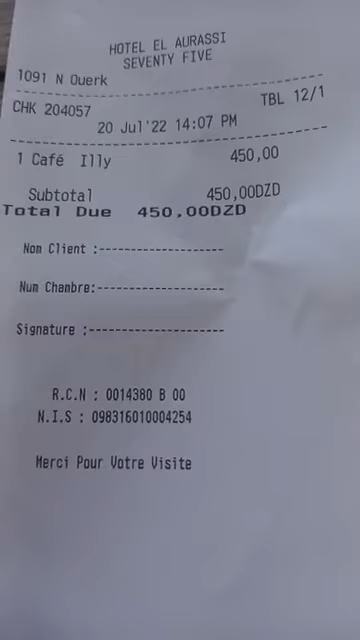 HOTEL EL AURASSI
SEVENTY FIVE
1091 N Ouerk
CHK 204057 TBL 12/1
20 Jul'22 14:07 PM
1 Café Illy 450,00
Subtotal 450,00DZD
Total Due 450,00DZD
Nom Client :--------------------
Num Chambre:--------------------
Signature :---------------------
R.C.N : 0014380 B 00
N.I.S : 098316010004254
Merci Pour Votre Visite